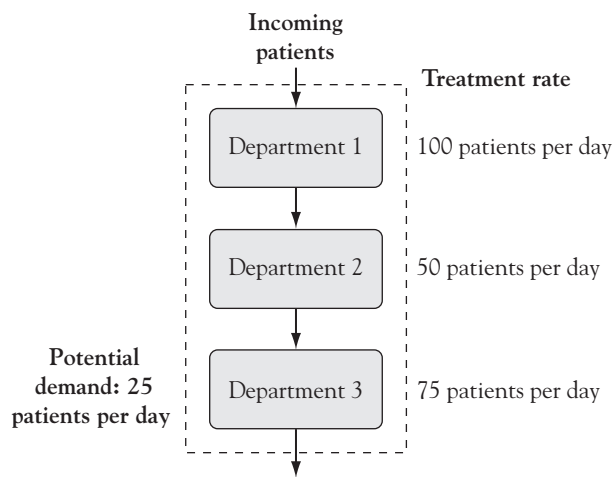 Incoming
patients
Treatment rate
Department 1
100 patients per day
Department 2
50 patients per day
Potential
demand: 25
patients per day
Department 3
75 patients per day